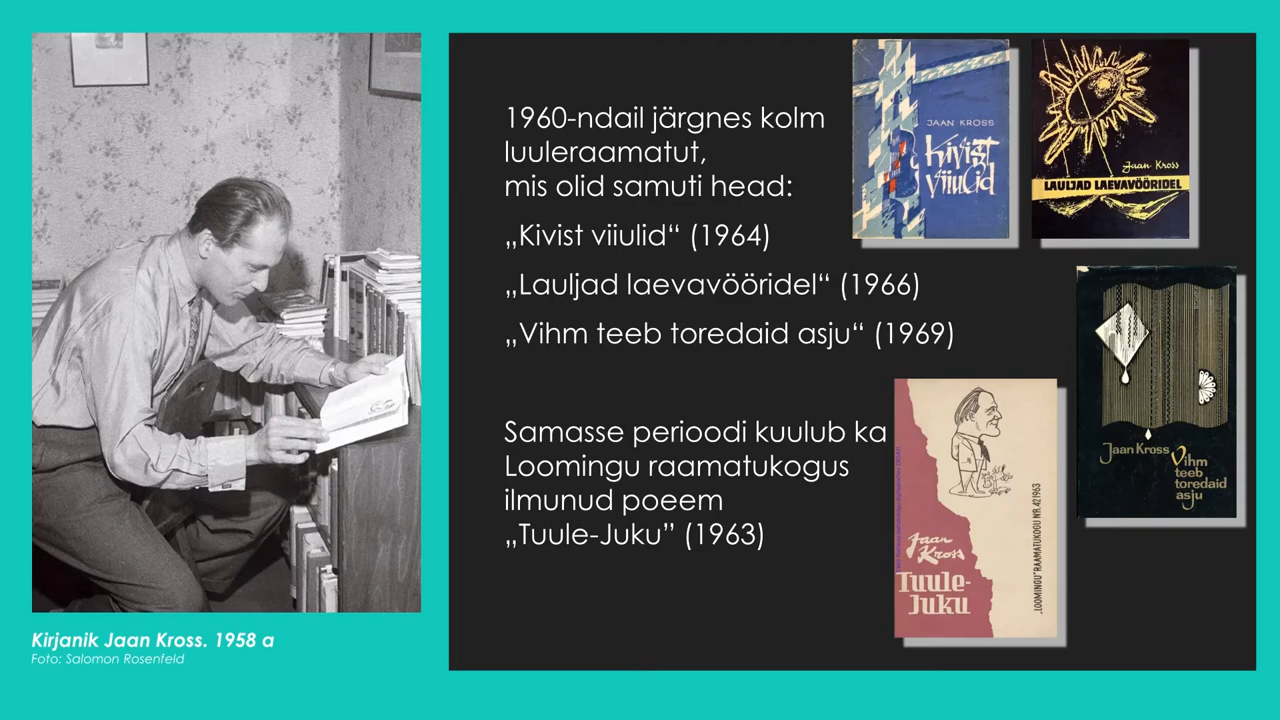 1960-ndail järgnes kolm
luuleraamatut,
mis olid samuti head:
„Kivist viiulid“ (1964)
„Lauljad laevavööridel“ (1966)
„Vihm teeb toredaid asju“ (1969)
Samasse perioodi kuulub ka
Loomingu raamatukogus
ilmunud poeem
„Tuule-Juku” (1963)
JAAN KROSS
Kivist
viiulid
Jaan Kross
LAULJAD LAEVAVÖÖRIDEL
Jaan Kross
Vihm
teeb
toredaid
asju
Jaan
Kross
Tuule-
Juku
„LOOMINGU" RAAMATUKOGU NR. 42 1963
Kirjanik Jaan Kross. 1958 a
Foto: Salomon Rosenfeld